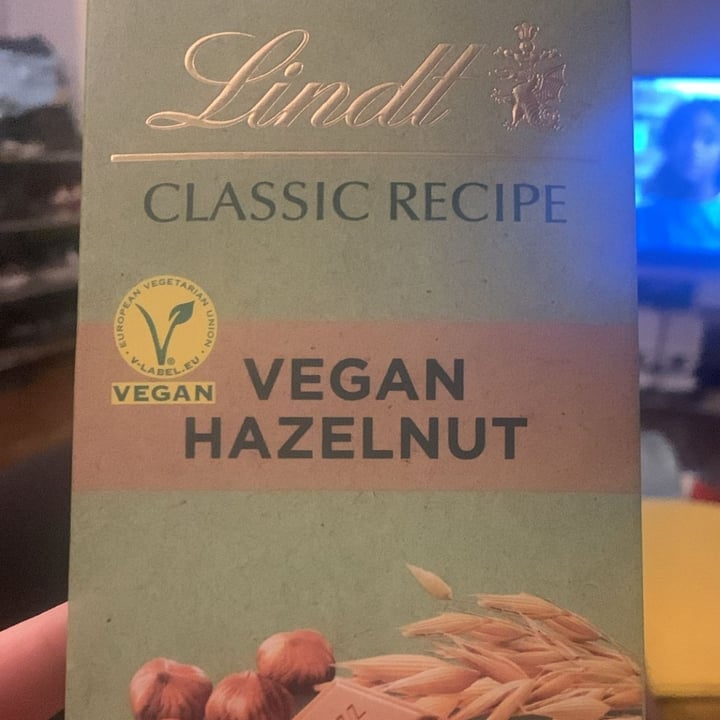 Lindt
CLASSIC RECIPE
EUROPEAN VEGETARIAN UNION
V-LABEL.EU
VEGAN
VEGAN
HAZELNUT